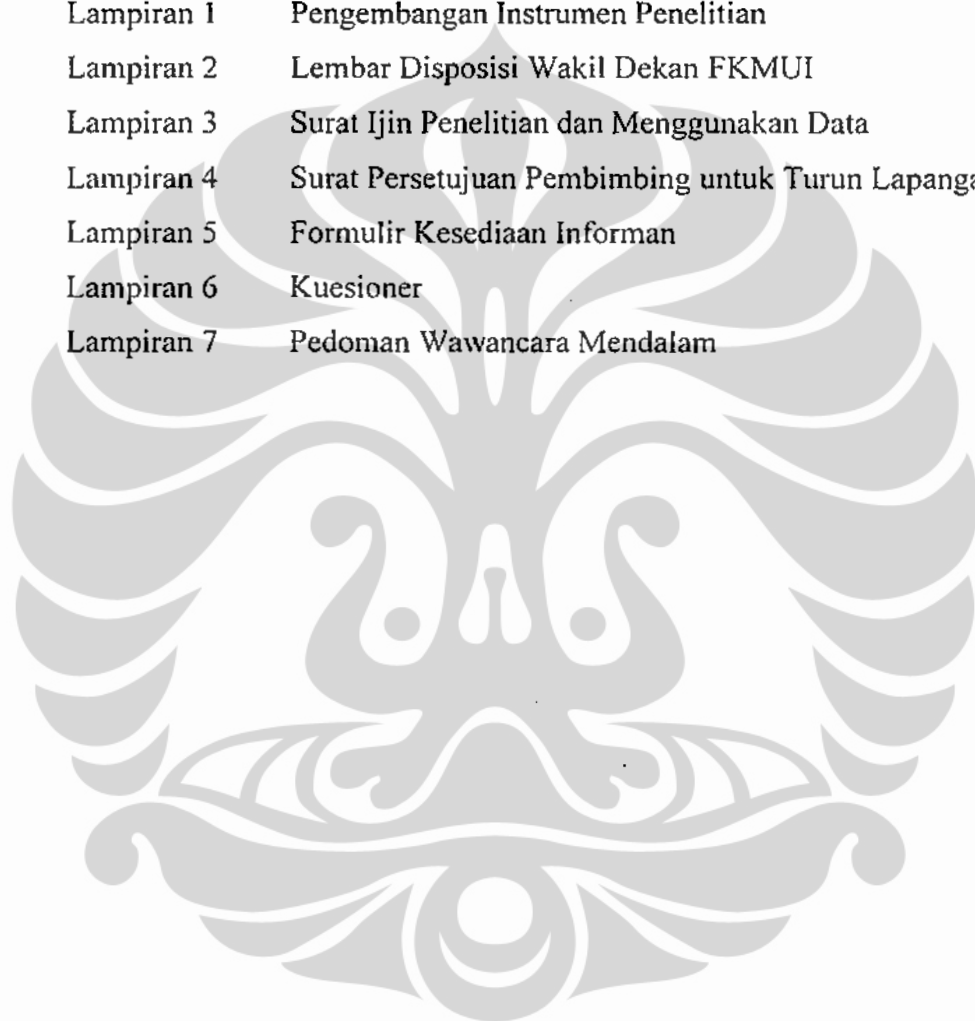 Lampiran 1 Pengembangan Instrumen Penelitian
Lampiran 2 Lembar Disposisi Wakil Dekan FKMUI
Lampiran 3 Surat Ijin Penelitian dan Menggunakan Data
Lampiran 4 Surat Persetujuan Pembimbing untuk Turun Lapanga
Lampiran 5 Formulir Kesediaan Informan
Lampiran 6 Kuesioner
Lampiran 7 Pedoman Wawancara Mendalam